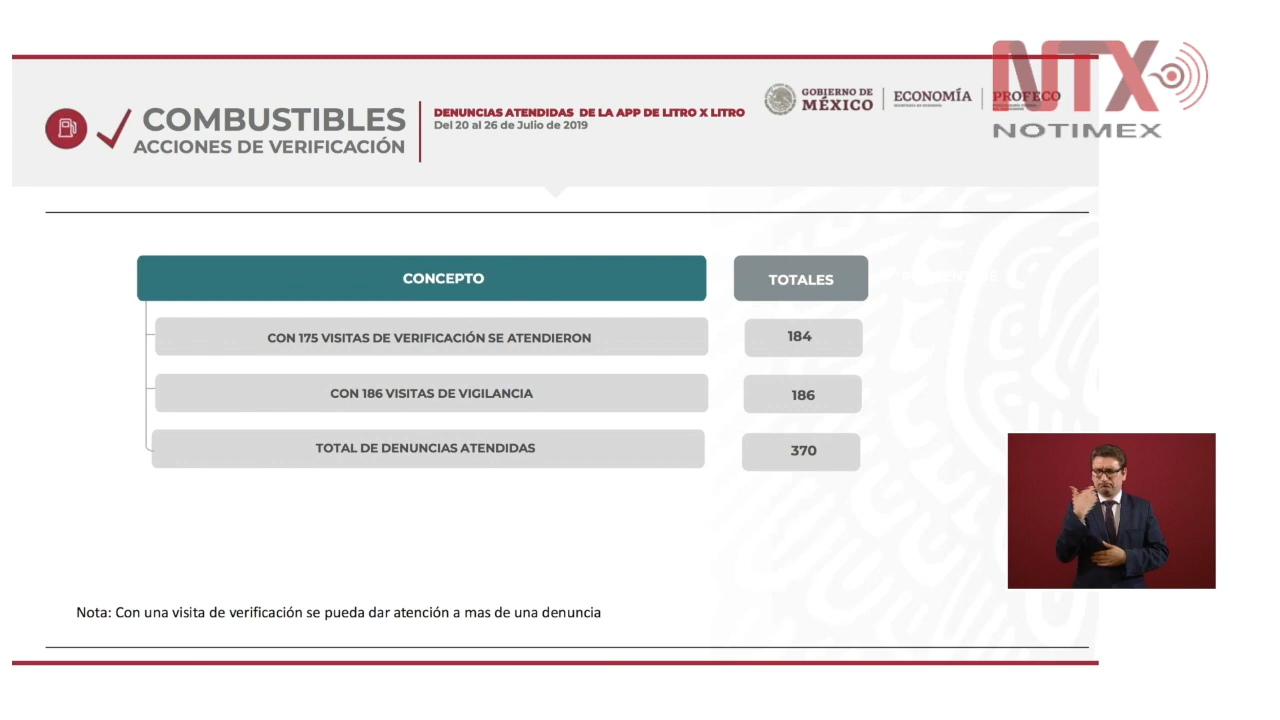 COMBUSTIBLES
ACCIONES DE VERIFICACIÓN
DENUNCIAS ATENDIDAS DE LA APP DE LITRO X LITRO
Del 20 al 26 de Julio de 2019
GOBIERNO DE
MÉXICO
ECONOMÍA
PROFECO
NTX
NOTIMEX
CONCEPTO TOTALES
CON 175 VISITAS DE VERIFICACIÓN SE ATENDIERON 184
CON 186 VISITAS DE VIGILANCIA 186
TOTAL DE DENUNCIAS ATENDIDAS 370
Nota: Con una visita de verificación se pueda dar atención a mas de una denuncia